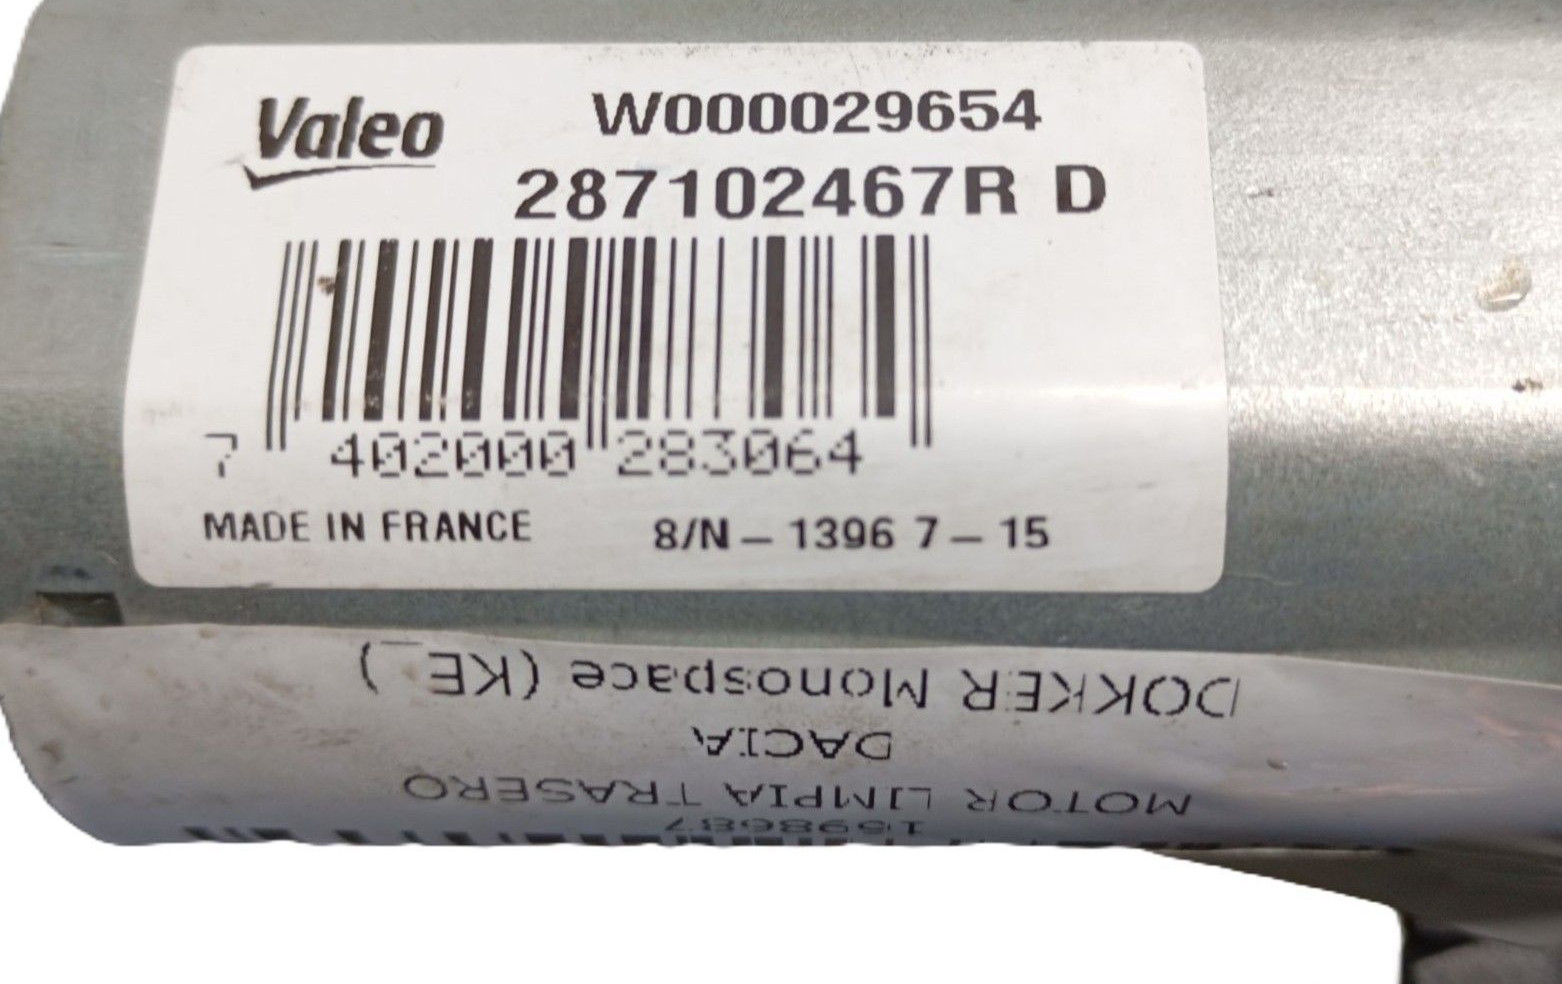 Valeo
W000029654
287102467R D
7 402000 283064
MADE IN FRANCE 8/N – 1396 7 – 15
1598687
MOTOR LIMPIA TRASERO
DACIA
DOKKER Monospace (KE_)